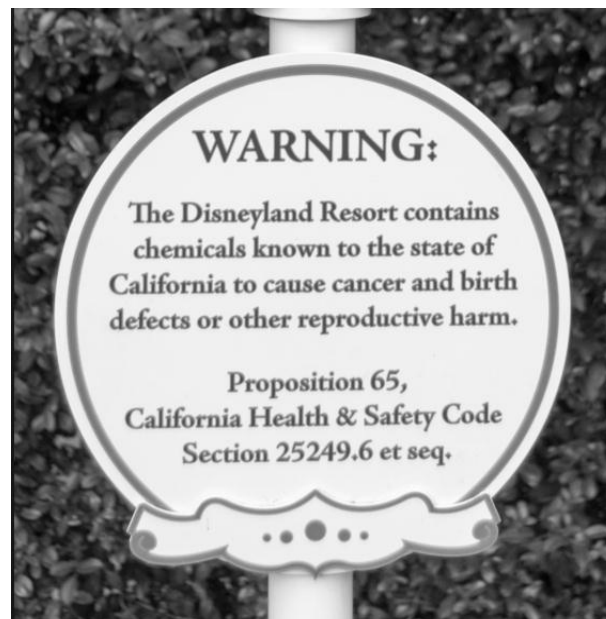 WARNING:
The Disneyland Resort contains
chemicals known to the state of
California to cause cancer and birth
defects or other reproductive harm.
Proposition 65,
California Health & Safety Code
Section 25249.6 et seq.